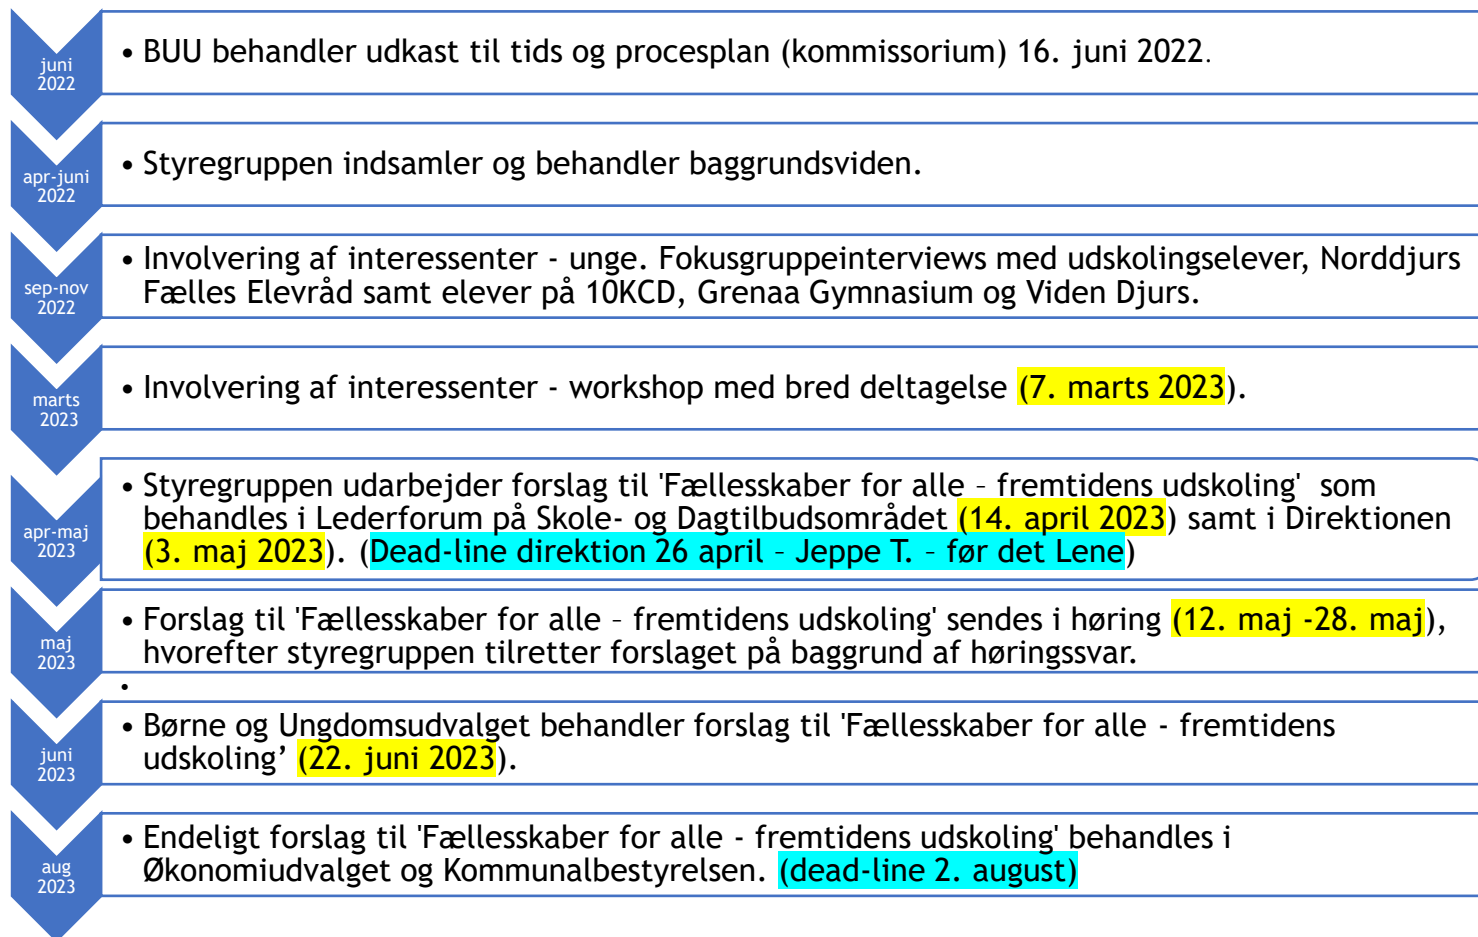 juni
2022
• BUU behandler udkast til tids og procesplan (kommissorium) 16. juni 2022.
apr-juni
2022
• Styregruppen indsamler og behandler baggrundsviden.
sep-nov
2022
• Involvering af interessenter - unge. Fokusgruppeinterviews med udskolingselever, Norddjurs
Fælles Elevråd samt elever på 10KCD, Grenaa Gymnasium og Viden Djurs.
marts
2023
• Involvering af interessenter - workshop med bred deltagelse (7. marts 2023).
apr-maj
2023
• Styregruppen udarbejder forslag til 'Fællesskaber for alle – fremtidens udskoling' som
behandles i Lederforum på Skole- og Dagtilbudsområdet (14. april 2023) samt i Direktionen
(3. maj 2023). (Dead-line direktion 26 april – Jeppe T. – før det Lene)
maj
2023
• Forslag til 'Fællesskaber for alle – fremtidens udskoling' sendes i høring (12. maj -28. maj),
hvorefter styregruppen tilretter forslaget på baggrund af høringssvar.
•
juni
2023
• Børne og Ungdomsudvalget behandler forslag til 'Fællesskaber for alle - fremtidens
udskoling’ (22. juni 2023).
aug
2023
• Endeligt forslag til 'Fællesskaber for alle - fremtidens udskoling' behandles i
Økonomiudvalget og Kommunalbestyrelsen. (dead-line 2. august)